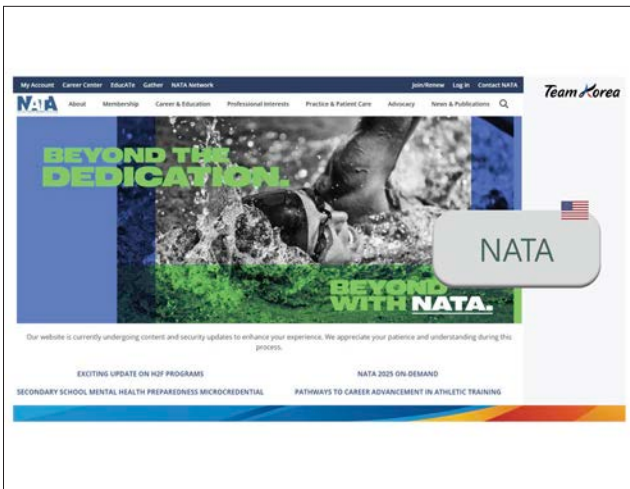 My Account Career Center EducATe Gather NATA Network Join/Renew Log in Contact NATA
NATA About Membership Career & Education Professional Interests Practice & Patient Care Advocacy News & Publications
Team Korea
BEYOND THE
DEDICATION.
NATA
BEYOND
WITH NATA.
Our website is currently undergoing content and security updates to enhance your experience. We appreciate your patience and understanding during this
process.
EXCITING UPDATE ON H2F PROGRAMS NATA 2025 ON-DEMAND
SECONDARY SCHOOL MENTAL HEALTH PREPAREDNESS MICROCREDENTIAL PATHWAYS TO CAREER ADVANCEMENT IN ATHLETIC TRAINING